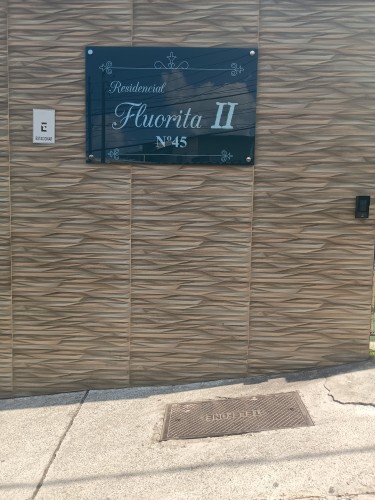 Residencial
Fluorita II
Nº45
E